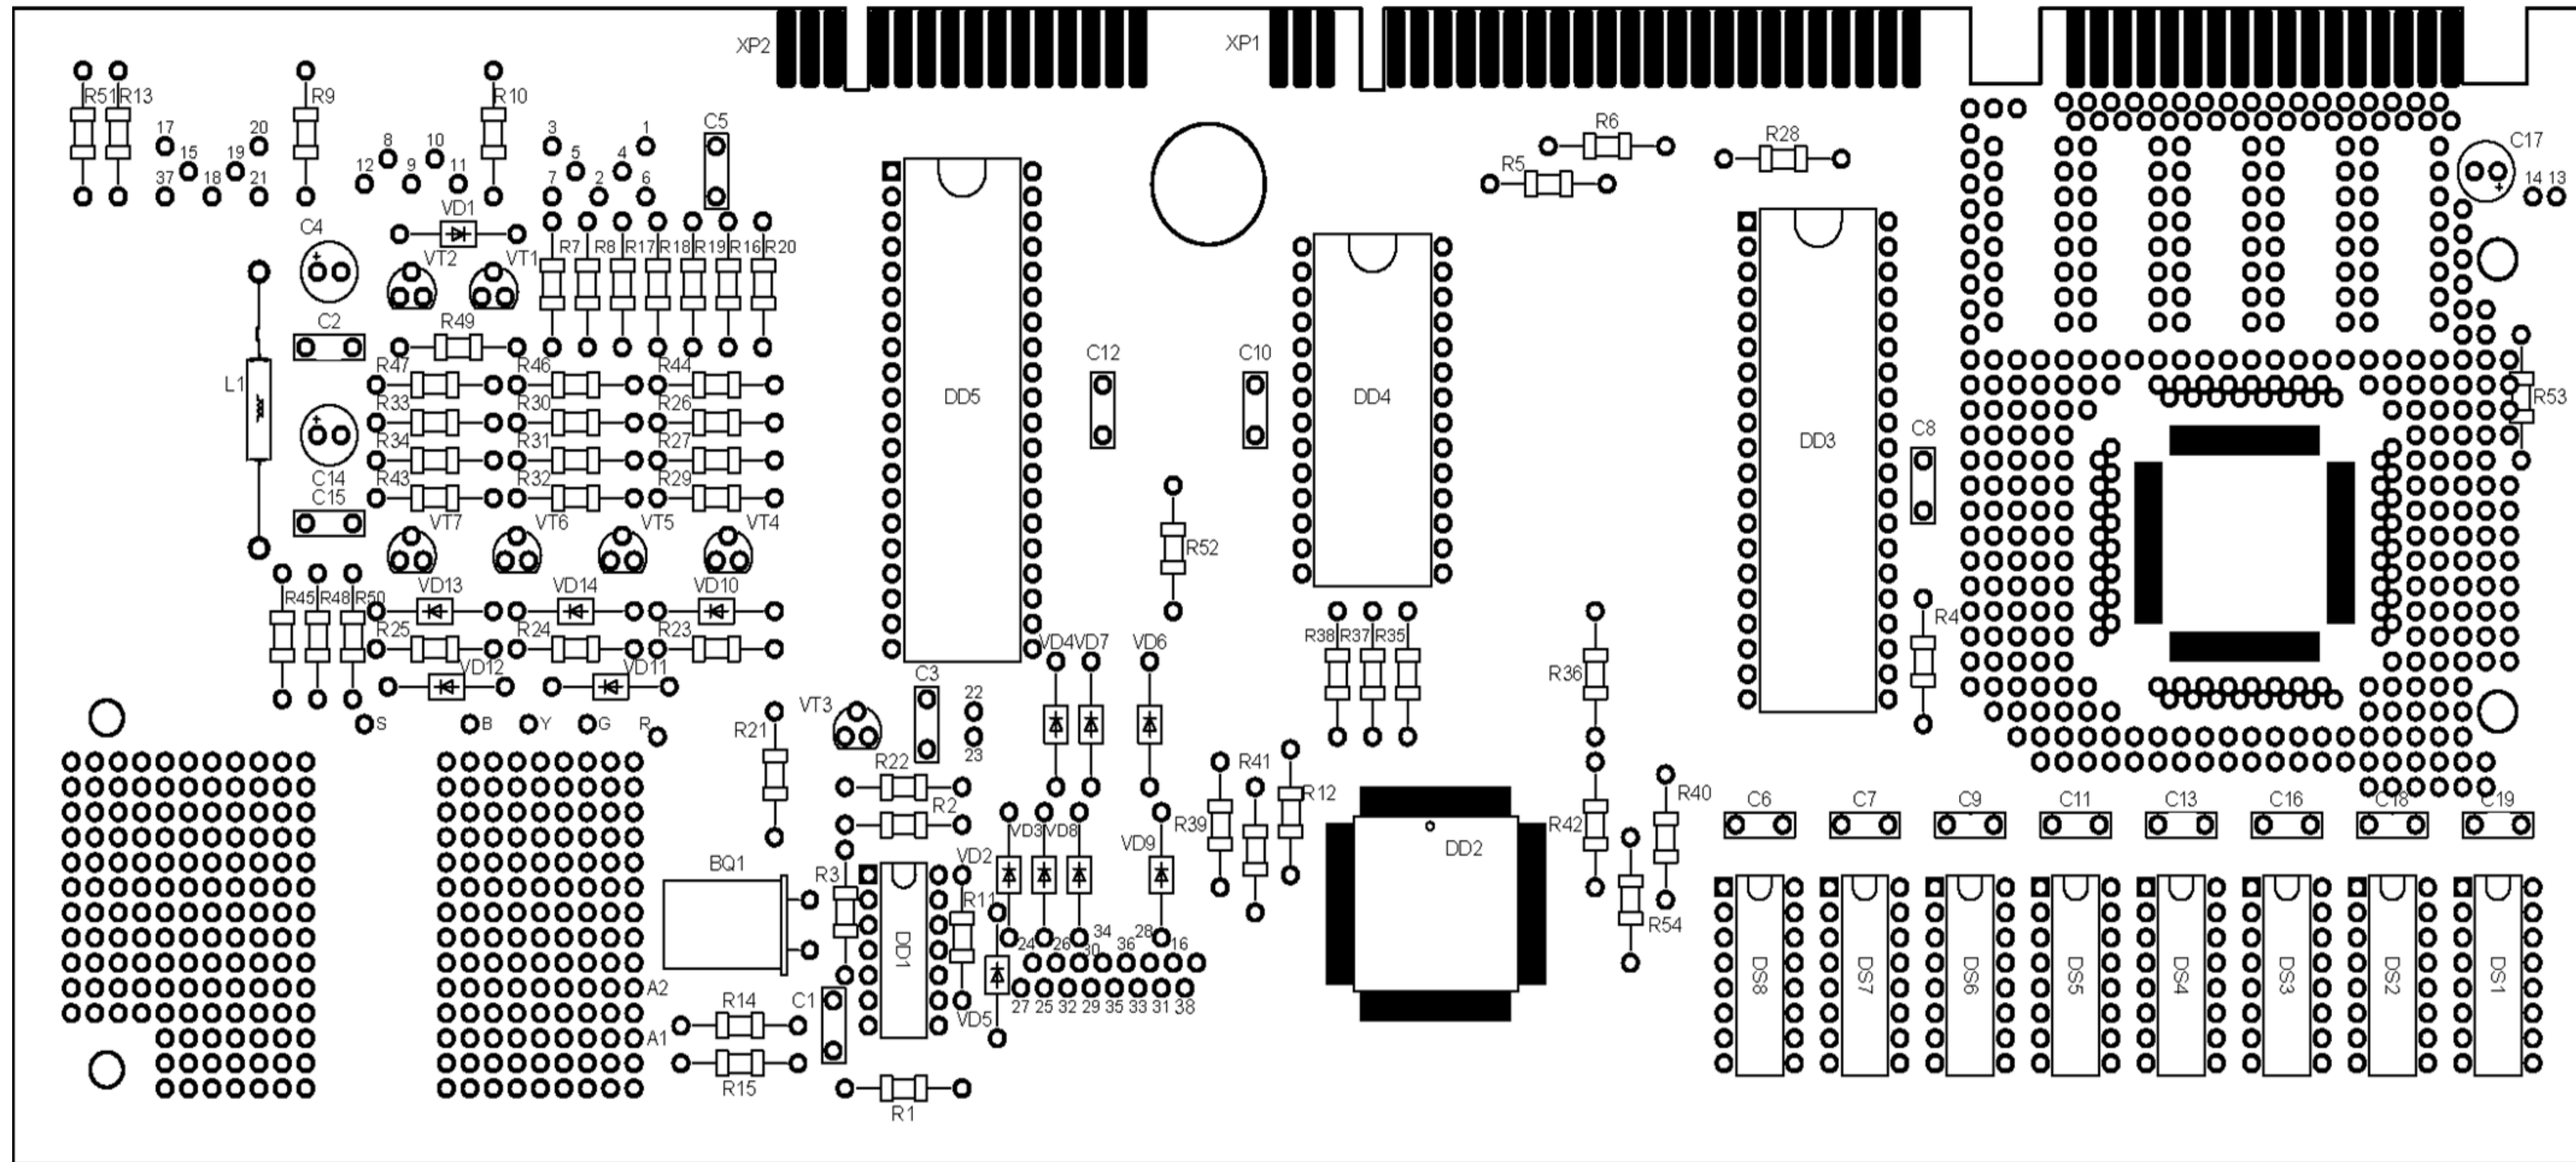 XP2 XP1
R51 R13 R9 R10
17 20 8 10 3 1 C5 R6 R28 C17
15 19 12 9 11 5 4 R5
37 18 21 7 2 6 14 13
VD1
C4 VT2 VT1 R7 R8 R17 R18 R19 R16 R20
C2 R49
L1 R47 R46 R44 C12 C10
R33 R30 R26 DD5 DD4 R53
R34 R31 R27 DD3 C8
C14 R43 R32 R29
C15 VT7 VT6 VT5 VT4
R52
VD13 VD14 VD10
R45 R48 R50
R25 R24 R23 VD4 VD7 VD6 R38 R37 R35 R4
VD12 VD11 C3 R36
S B Y G R VT3 22
R21 23
R22 R41
R2 R12 R40
VD3 VD8 R39 R42 C6 C7 C9 C11 C13 C16 C18 C19
BQ1 VD2 VD9 DD2
R3 R11
R54
24 26 30 34 36 28 16
DD1 DS8 DS7 DS6 DS5 DS4 DS3 DS2 DS1
A2 R14 C1 27 25 32 29 35 33 31 38
VD5
A1
R15
R1